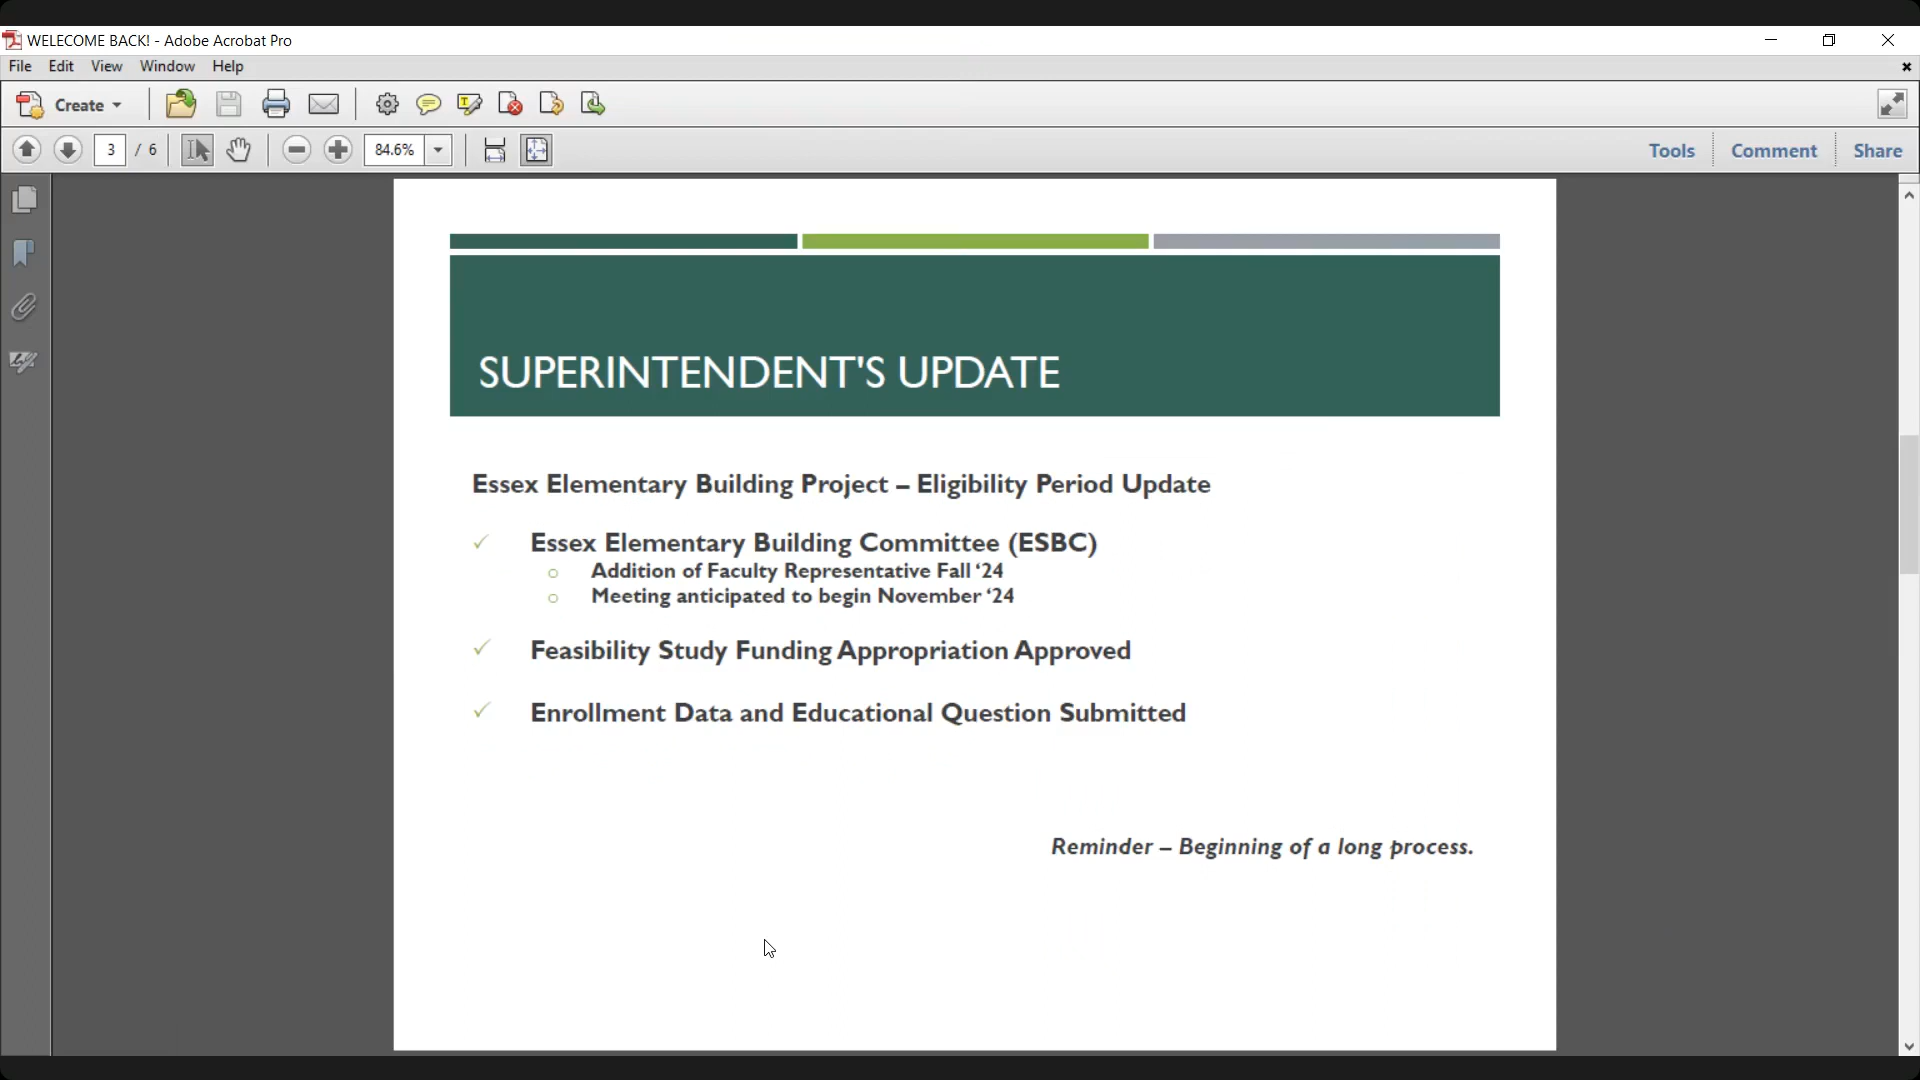 WELECOME BACK! - Adobe Acrobat Pro
File Edit View Window Help
Create
3 / 6 84.6% Tools Comment Share
SUPERINTENDENT'S UPDATE
Essex Elementary Building Project – Eligibility Period Update
✓ Essex Elementary Building Committee (ESBC)
o Addition of Faculty Representative Fall ‘24
o Meeting anticipated to begin November ‘24
✓ Feasibility Study Funding Appropriation Approved
✓ Enrollment Data and Educational Question Submitted
Reminder – Beginning of a long process.